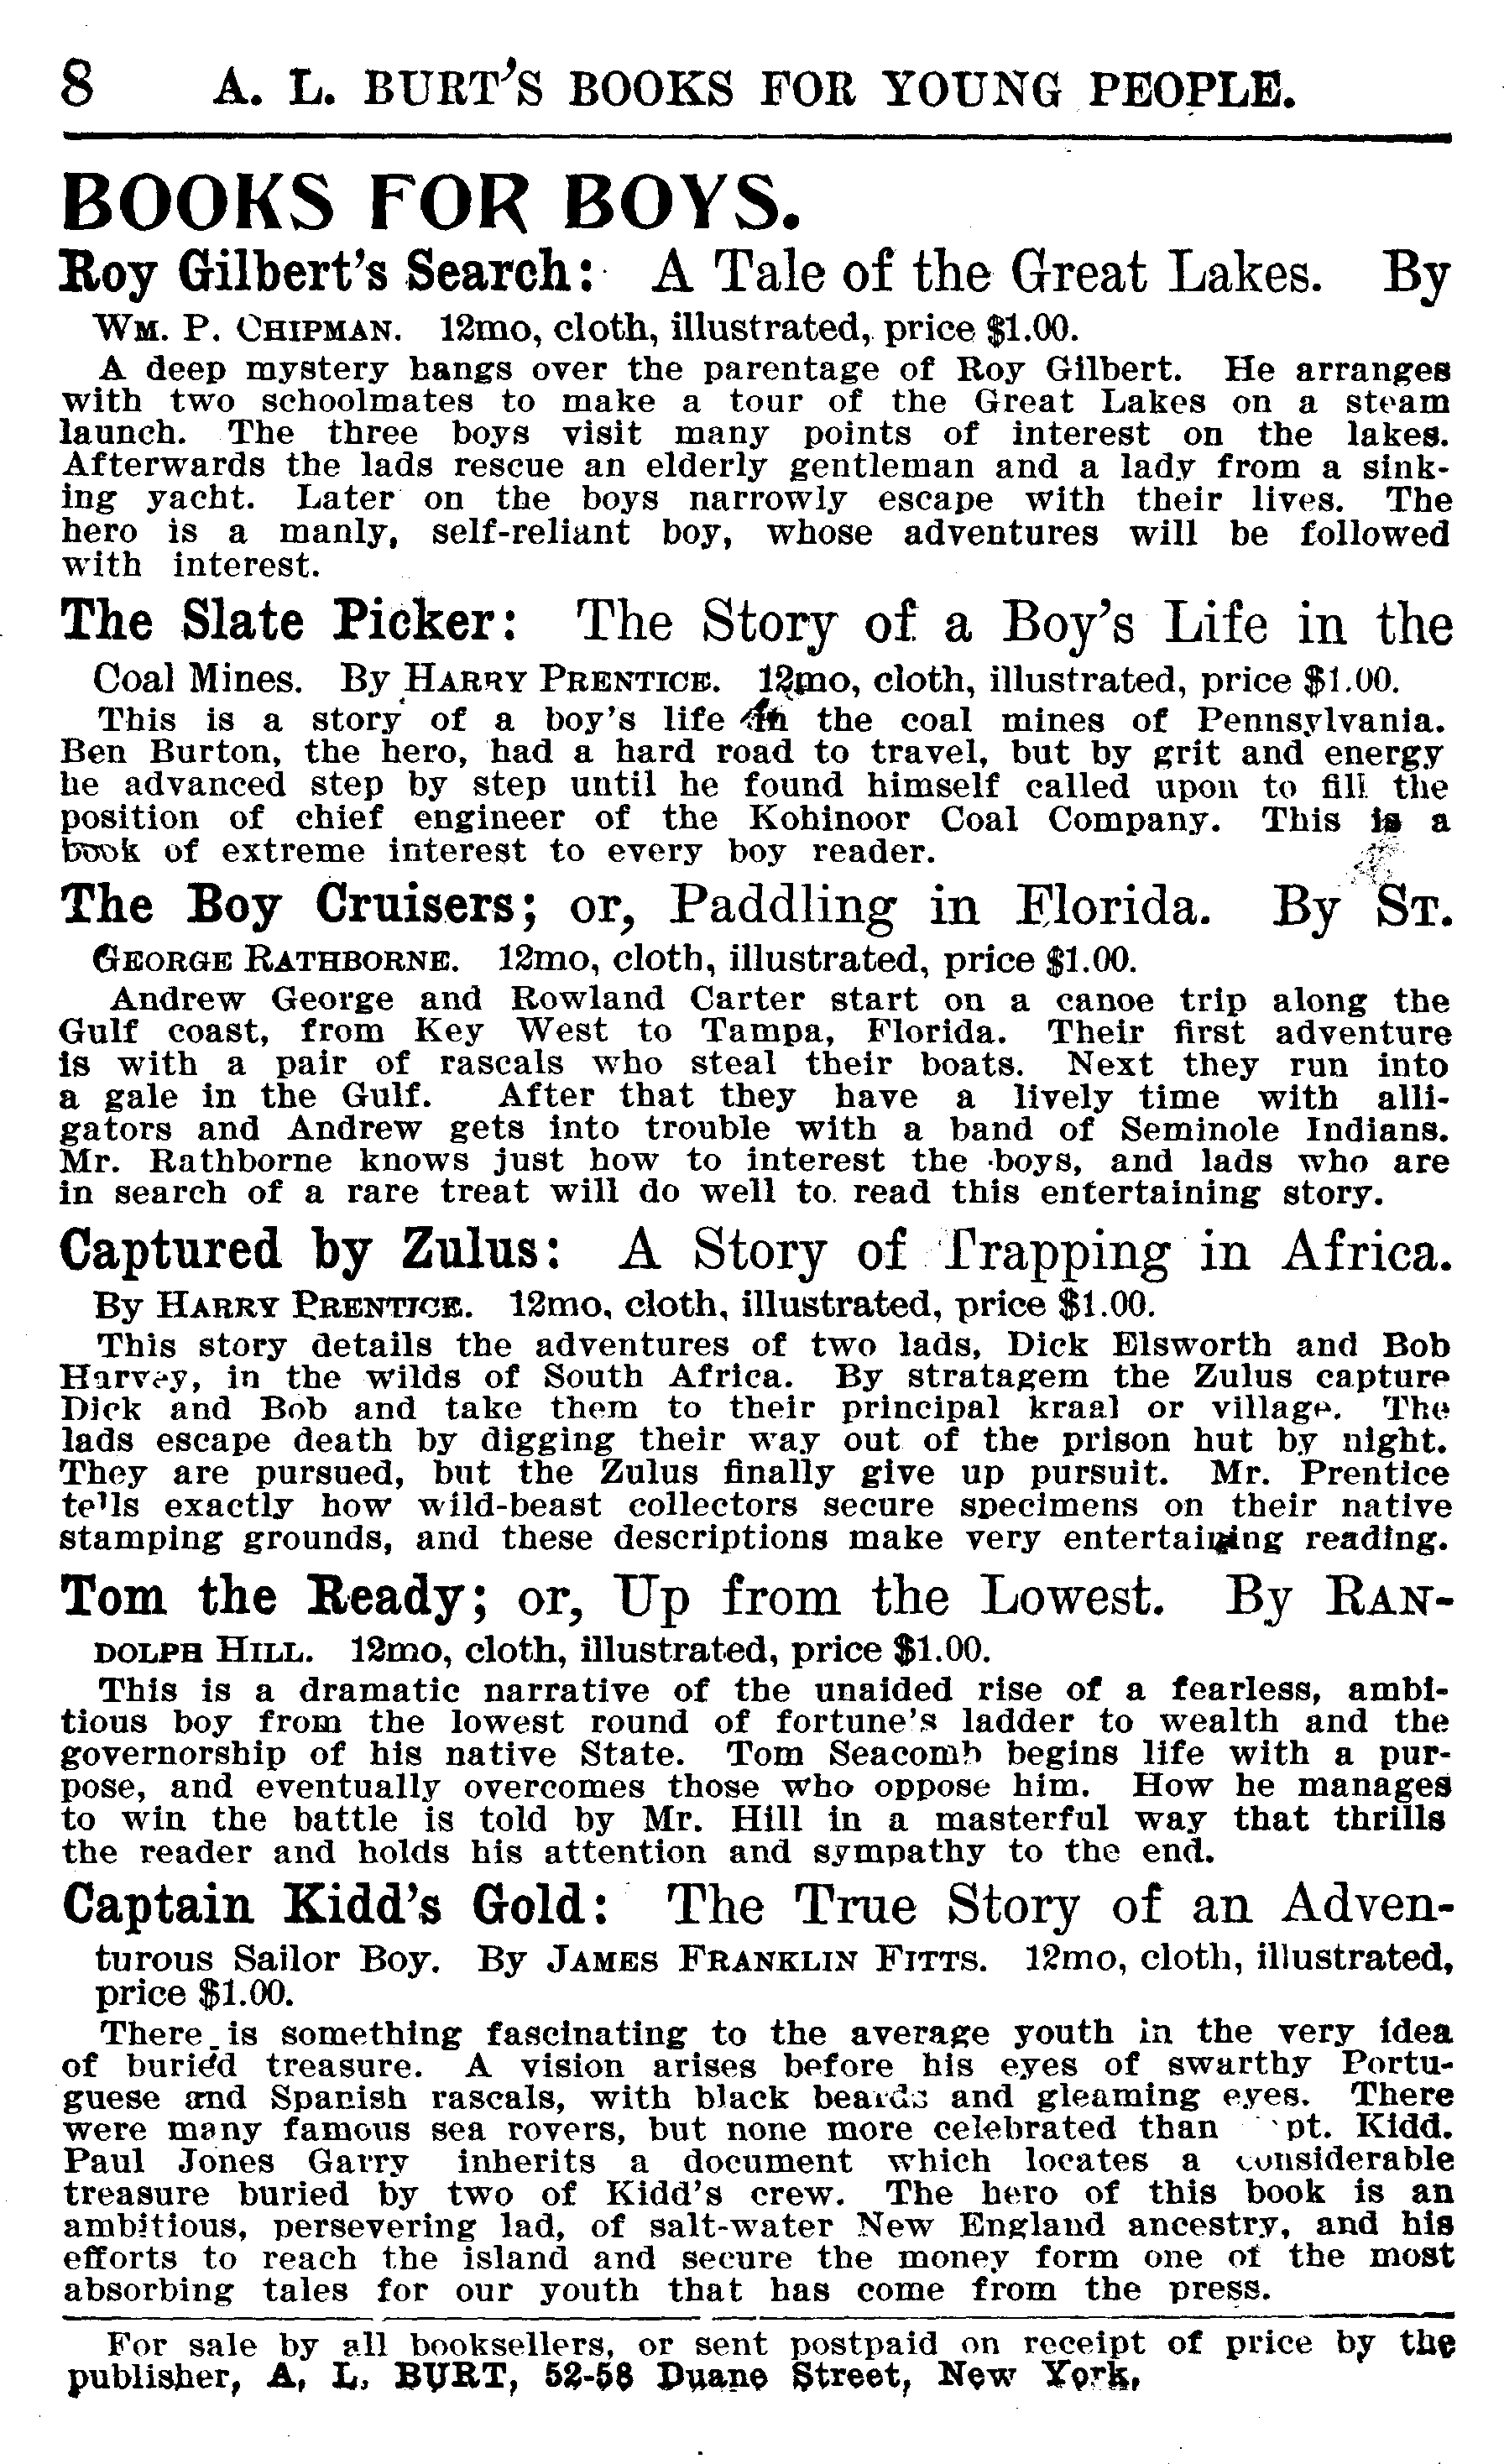 8 A. L. BURT'S BOOKS FOR YOUNG PEOPLE.
BOOKS FOR BOYS.
Roy Gilbert's Search: A Tale of the Great Lakes. By
WM. P. CHIPMAN. 12mo, cloth, illustrated, price $1.00.
A deep mystery hangs over the parentage of Roy Gilbert. He arranges
with two schoolmates to make a tour of the Great Lakes on a steam
launch. The three boys visit many points of interest on the lakes.
Afterwards the lads rescue an elderly gentleman and a lady from a sink-
ing yacht. Later on the boys narrowly escape with their lives. The
hero is a manly, self-reliant boy, whose adventures will be followed
with interest.
The Slate Picker: The Story of a Boy's Life in the
Coal Mines. By HARRY PRENTICE. 12mo, cloth, illustrated, price $1.00.
This is a story of a boy's life in the coal mines of Pennsylvania.
Ben Burton, the hero, had a hard road to travel, but by grit and energy
he advanced step by step until he found himself called upon to fill the
position of chief engineer of the Kohinoor Coal Company. This is a
book of extreme interest to every boy reader.
The Boy Cruisers; or, Paddling in Florida. By ST.
GEORGE RATHBORNE. 12mo, cloth, illustrated, price $1.00.
Andrew George and Rowland Carter start on a canoe trip along the
Gulf coast, from Key West to Tampa, Florida. Their first adventure
is with a pair of rascals who steal their boats. Next they run into
a gale in the Gulf. After that they have a lively time with alli-
gators and Andrew gets into trouble with a band of Seminole Indians.
Mr. Rathborne knows just how to interest the boys, and lads who are
in search of a rare treat will do well to read this entertaining story.
Captured by Zulus: A Story of Trapping in Africa.
By HARRY PRENTICE. 12mo, cloth, illustrated, price $1.00.
This story details the adventures of two lads, Dick Elsworth and Bob
Harvey, in the wilds of South Africa. By stratagem the Zulus capture
Dick and Bob and take them to their principal kraal or village. The
lads escape death by digging their way out of the prison hut by night.
They are pursued, but the Zulus finally give up pursuit. Mr. Prentice
tells exactly how wild-beast collectors secure specimens on their native
stamping grounds, and these descriptions make very entertaining reading.
Tom the Ready; or, Up from the Lowest. By RAN-
DOLPH HILL. 12mo, cloth, illustrated, price $1.00.
This is a dramatic narrative of the unaided rise of a fearless, ambi-
tious boy from the lowest round of fortune's ladder to wealth and the
governorship of his native State. Tom Seacomb begins life with a pur-
pose, and eventually overcomes those who oppose him. How he manages
to win the battle is told by Mr. Hill in a masterful way that thrills
the reader and holds his attention and sympathy to the end.
Captain Kidd's Gold: The True Story of an Adven-
turous Sailor Boy. By JAMES FRANKLIN FITTS. 12mo, cloth, illustrated,
price $1.00.
There is something fascinating to the average youth in the very idea
of buried treasure. A vision arises before his eyes of swarthy Portu-
guese and Spanish rascals, with black beards and gleaming eyes. There
were many famous sea rovers, but none more celebrated than pt. Kidd.
Paul Jones Garry inherits a document which locates a considerable
treasure buried by two of Kidd's crew. The hero of this book is an
ambitious, persevering lad, of salt-water New England ancestry, and his
efforts to reach the island and secure the money form one of the most
absorbing tales for our youth that has come from the press.
For sale by all booksellers, or sent postpaid on receipt of price by the
publisher, A. L. BURT, 52-58 Duane Street, New York.